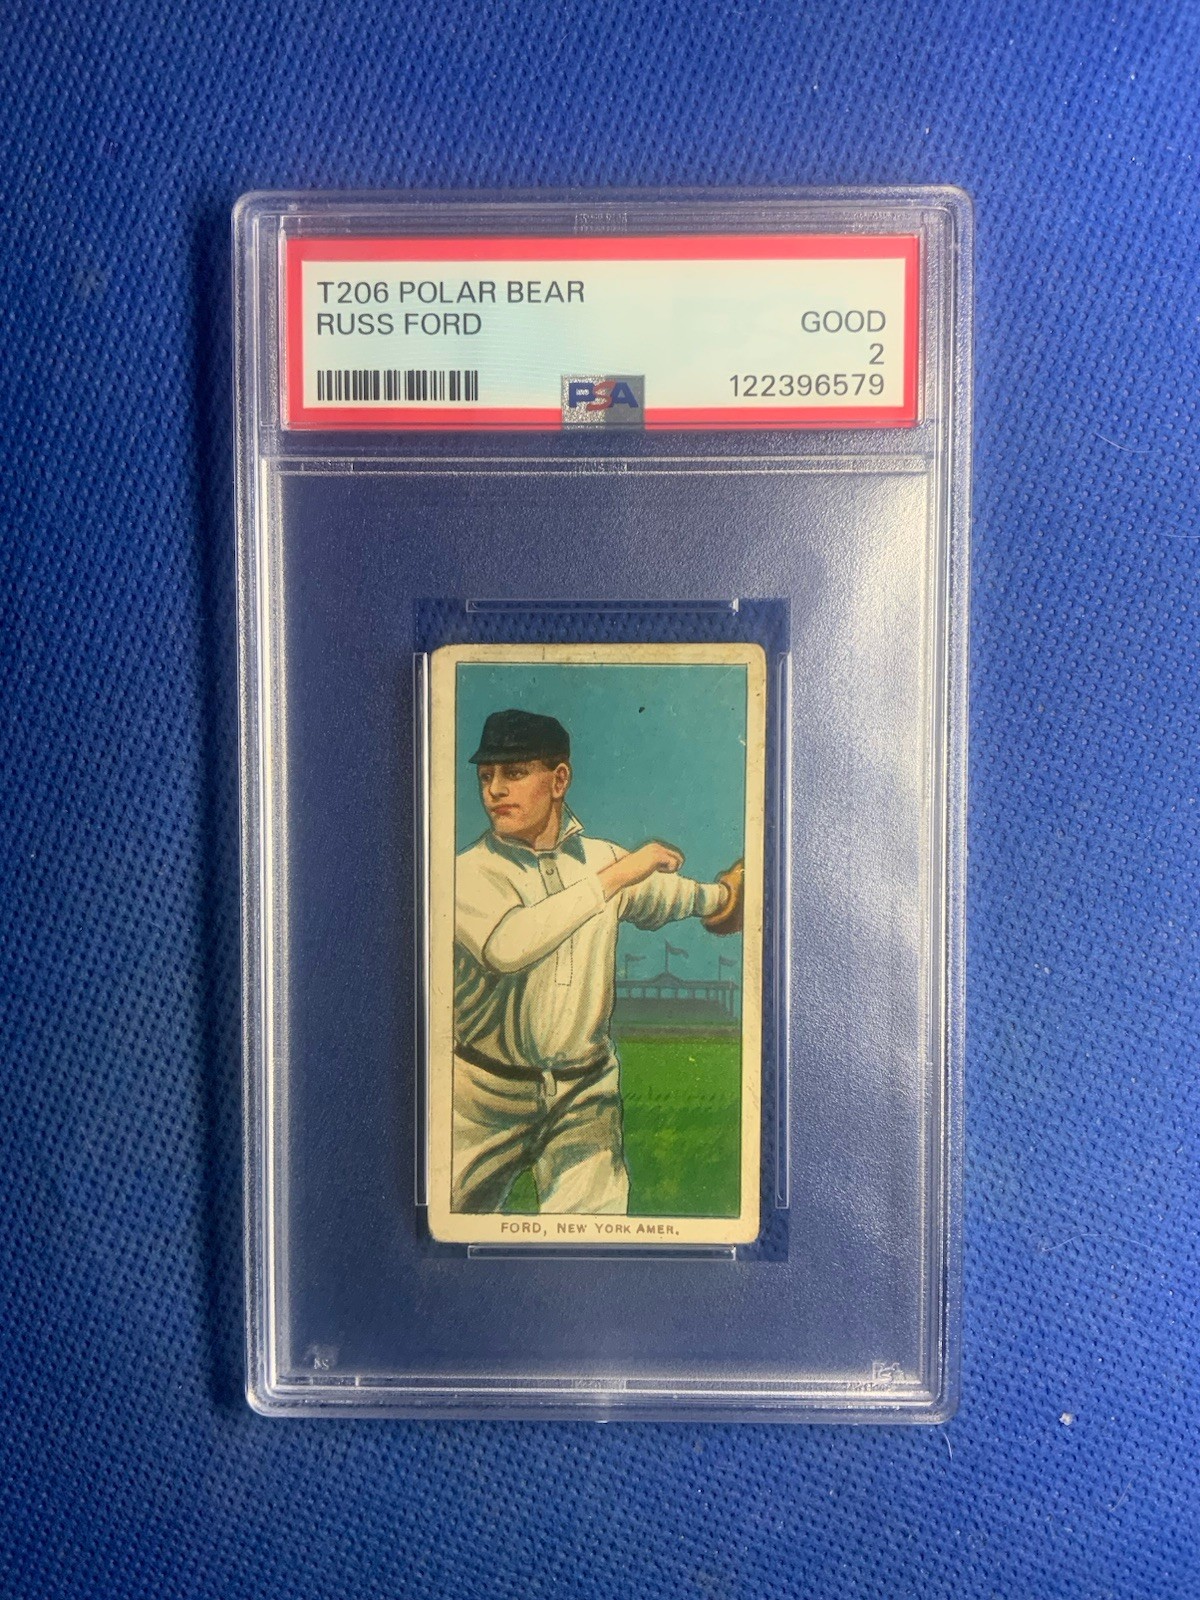 T206 POLAR BEAR
RUSS FORD
GOOD
2
PSA
122396579
FORD, NEW YORK AMER.